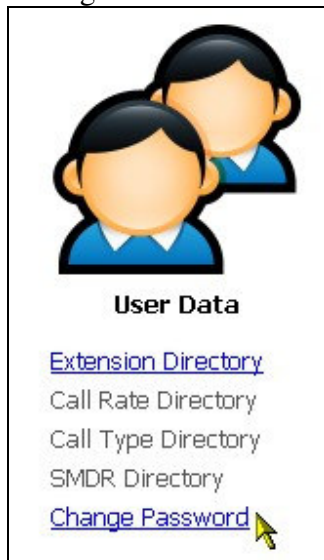 User Data
Extension Directory
Call Rate Directory
Call Type Directory
SMDR Directory
Change Password